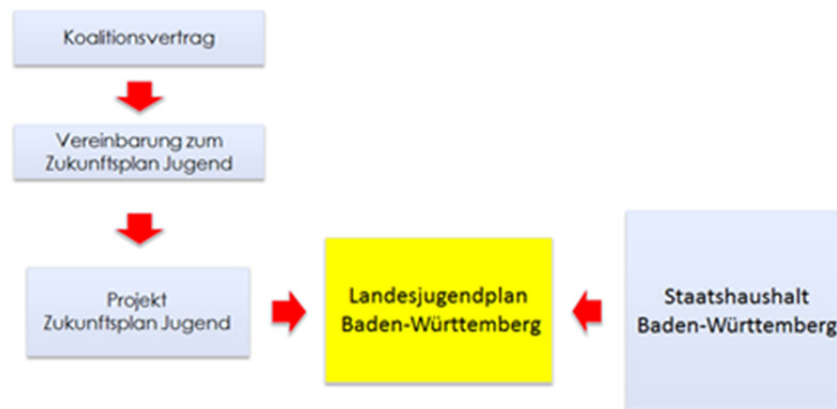 Koalitionsvertrag
Vereinbarung zum
Zukunftsplan Jugend
Projekt
Zukunftsplan Jugend
Landesjugendplan
Baden-Württemberg
Staatshaushalt
Baden-Württemberg